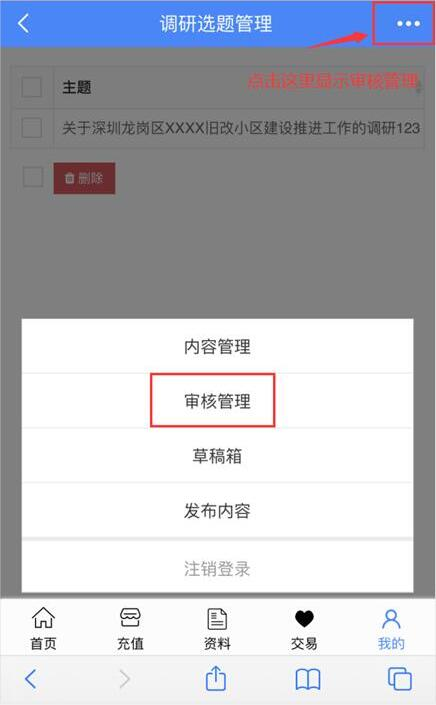 调研选题管理
点击这里显示审核管理
主题
关于深圳龙岗区XXXX旧改小区建设推进工作的调研123
删除
内容管理
审核管理
草稿箱
发布内容
注销登录
首页 充值 资料 交易 我的